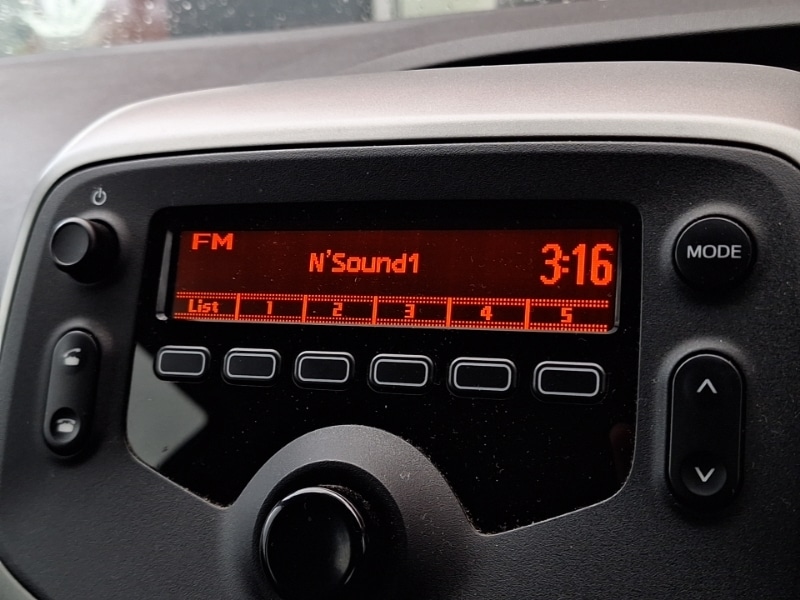 FM
N'Sound1
3:16
List 1 2 3 4 5
MODE